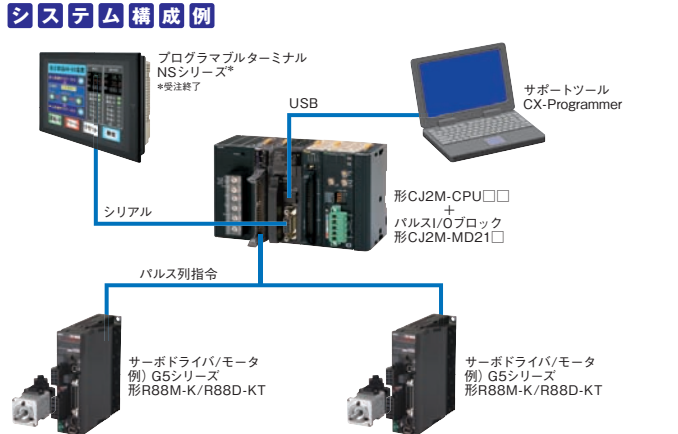 システム構成例
プログラマブルターミナル
NSシリーズ*
*受注終了
USB
サポートツール
CX-Programmer
シリアル
形CJ2M-CPU□□
+
パルスI/Oブロック
形CJ2M-MD21□
パルス列指令
サーボドライバ/モータ
例) G5シリーズ
形R88M-K/R88D-KT
サーボドライバ/モータ
例) G5シリーズ
形R88M-K/R88D-KT